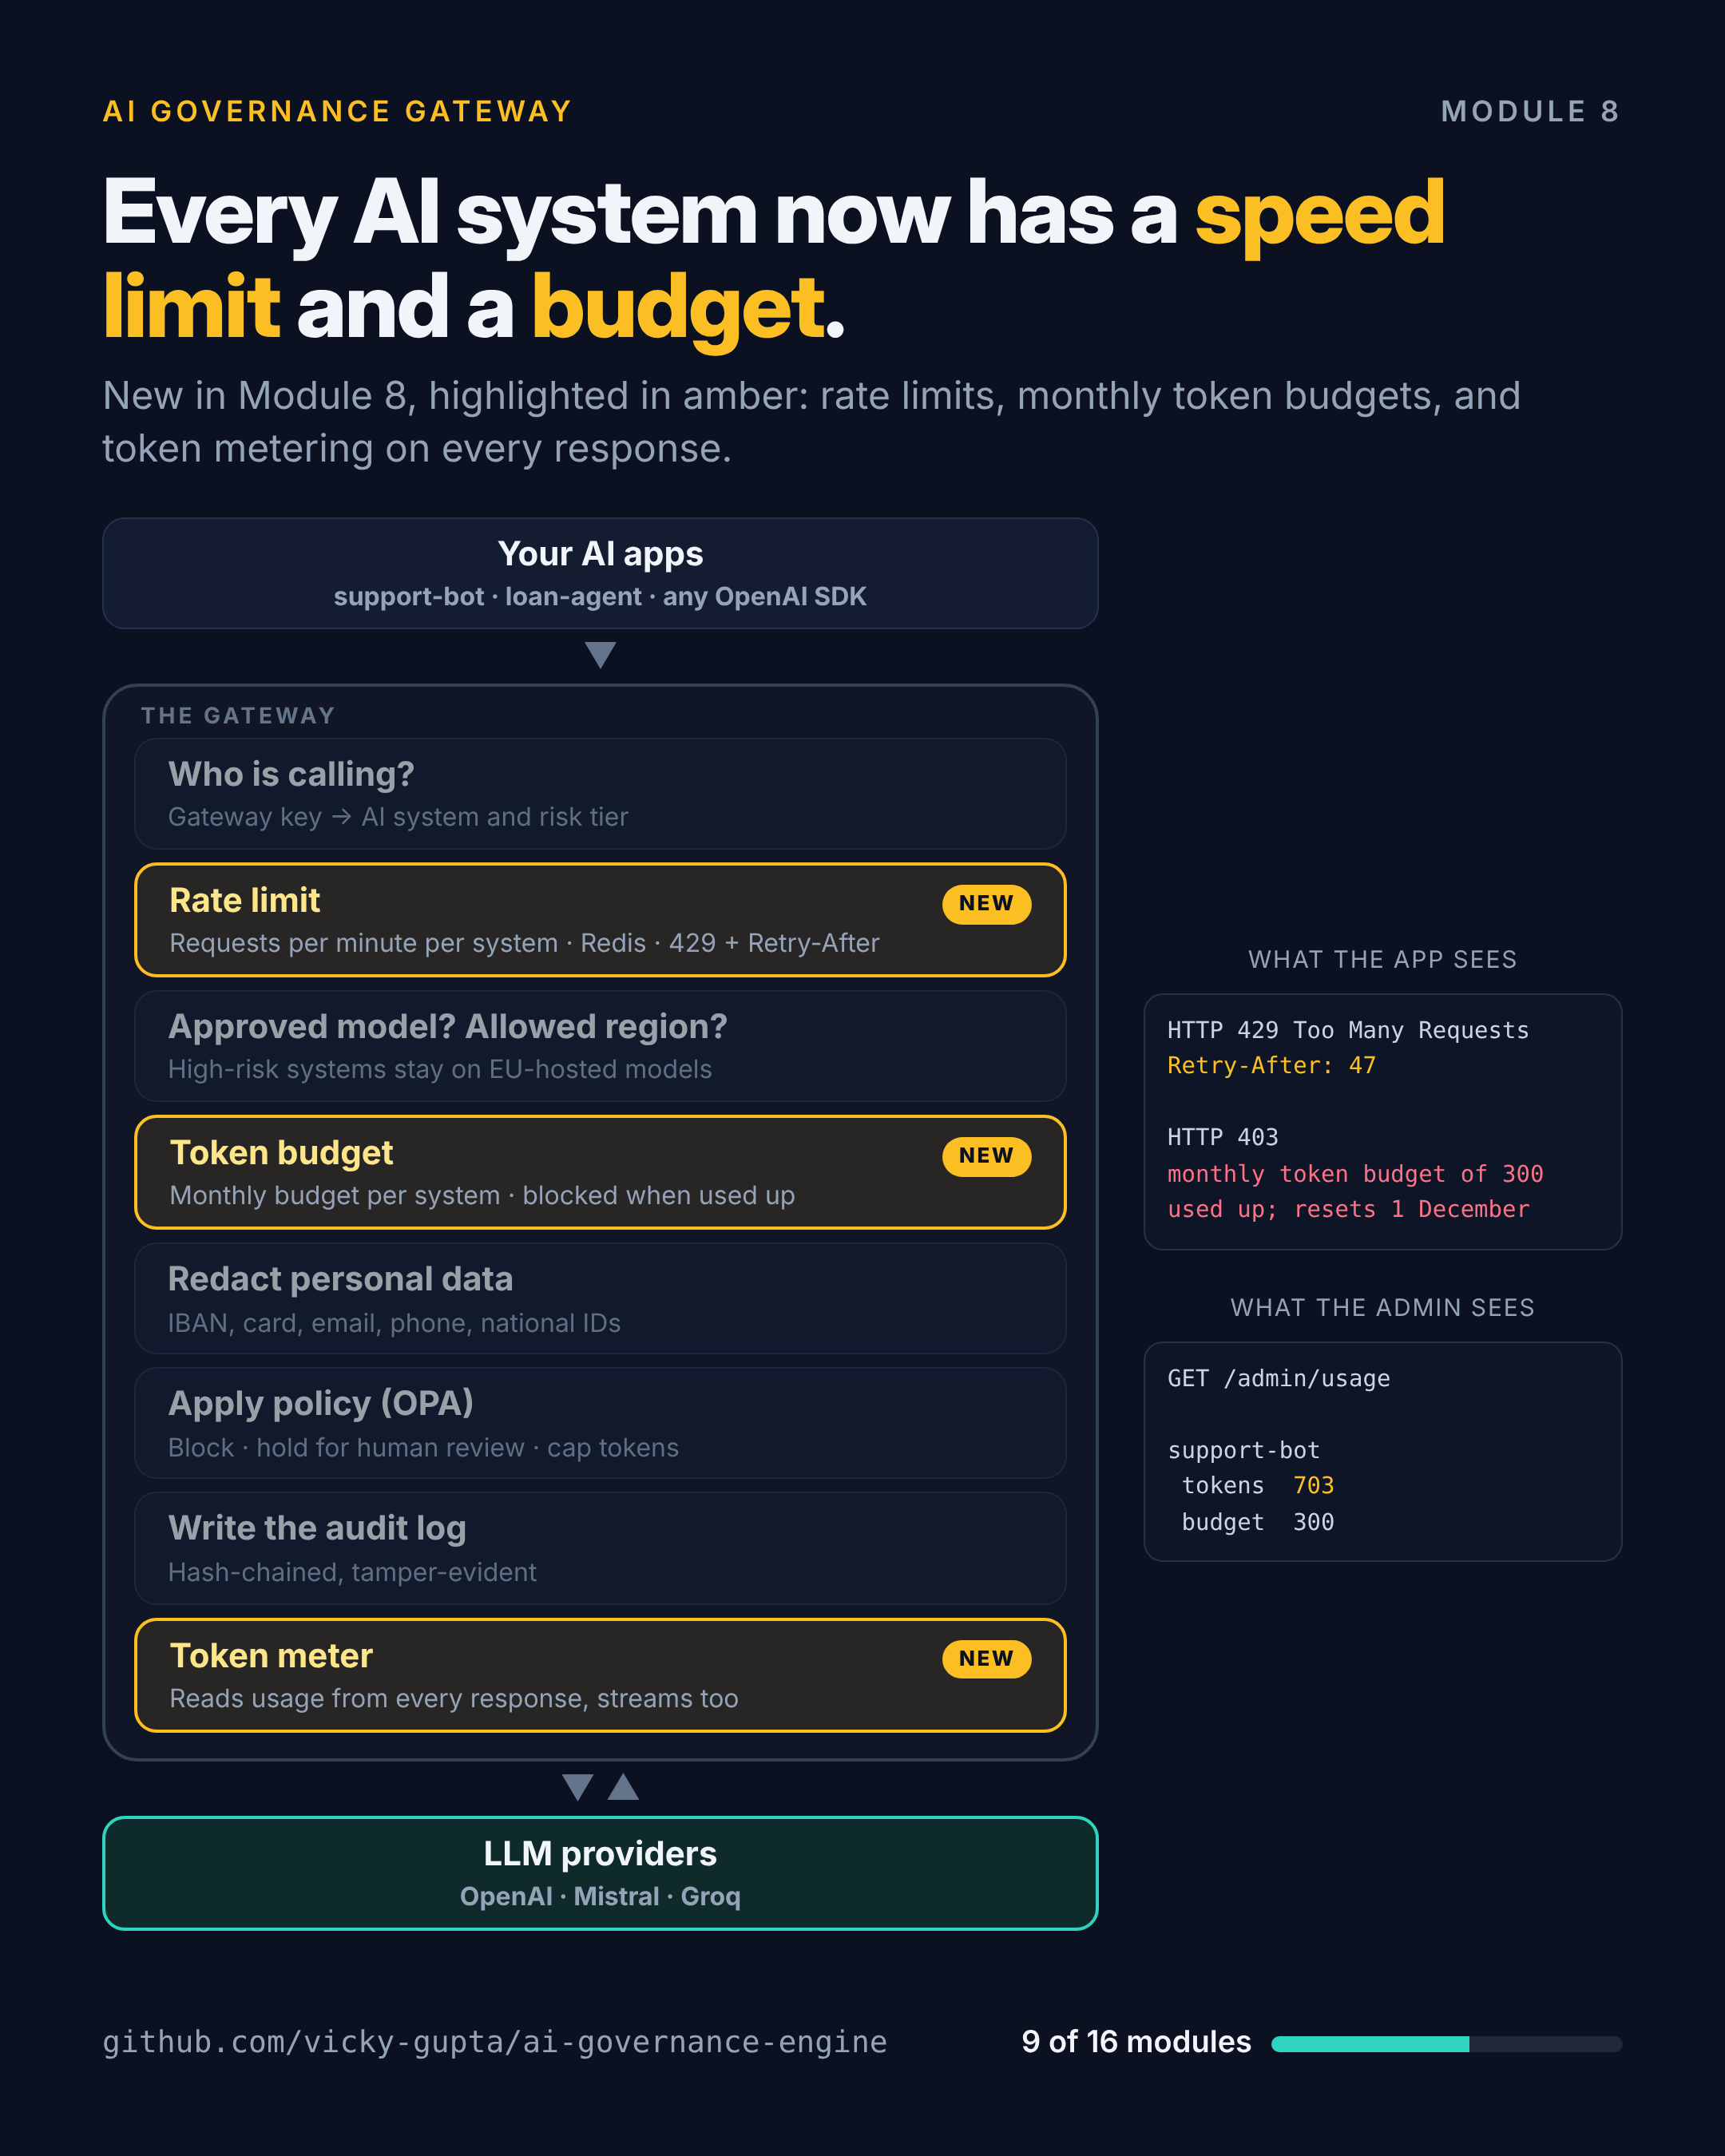 AI GOVERNANCE GATEWAY
MODULE 8
Every AI system now has a speed
limit and a budget.
New in Module 8, highlighted in amber: rate limits, monthly token budgets, and
token metering on every response.
Your AI apps
support-bot · loan-agent · any OpenAI SDK
THE GATEWAY
Who is calling?
Gateway key → AI system and risk tier
Rate limit
NEW
Requests per minute per system · Redis · 429 + Retry-After
Approved model? Allowed region?
High-risk systems stay on EU-hosted models
Token budget
NEW
Monthly budget per system · blocked when used up
Redact personal data
IBAN, card, email, phone, national IDs
Apply policy (OPA)
Block · hold for human review · cap tokens
Write the audit log
Hash-chained, tamper-evident
Token meter
NEW
Reads usage from every response, streams too
WHAT THE APP SEES
HTTP 429 Too Many Requests
Retry-After: 47
HTTP 403
monthly token budget of 300
used up; resets 1 December
WHAT THE ADMIN SEES
GET /admin/usage
support-bot
tokens 703
budget 300
LLM providers
OpenAI · Mistral · Groq
github.com/vicky-gupta/ai-governance-engine
9 of 16 modules